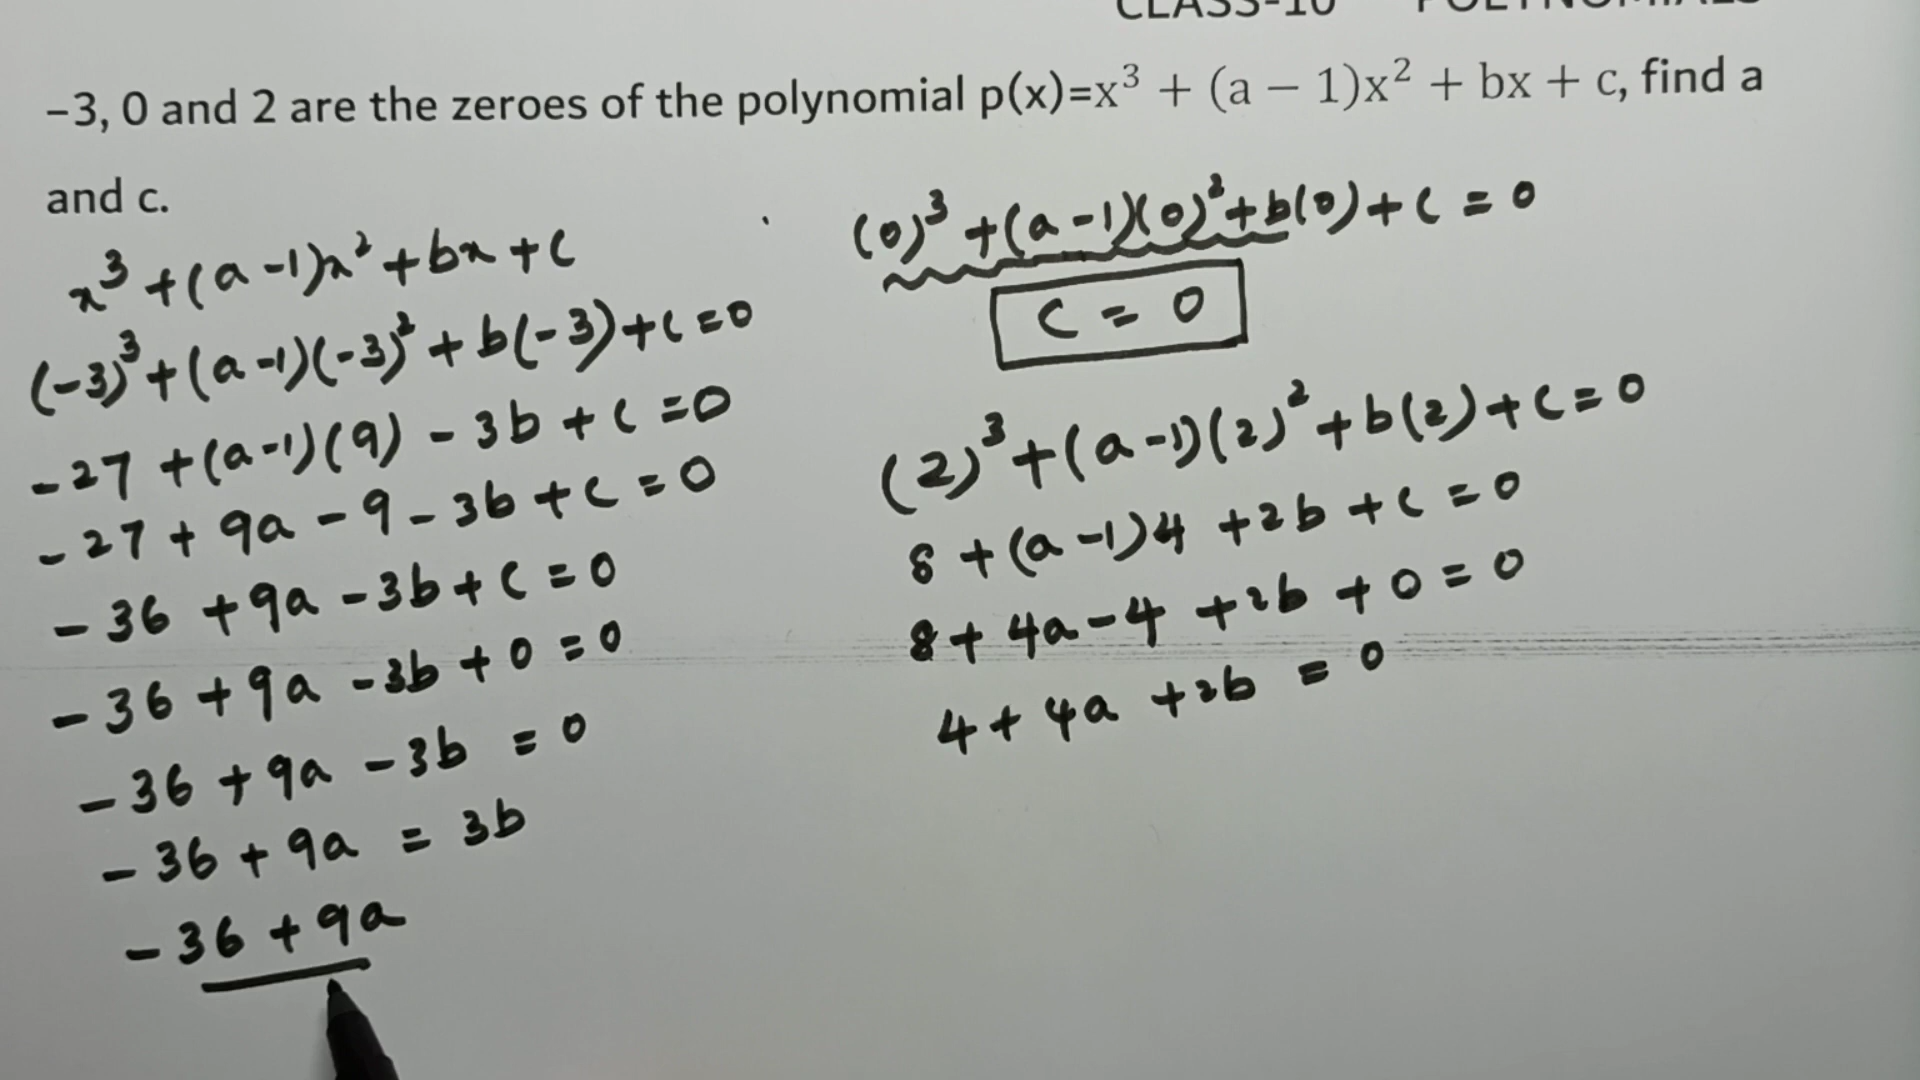 CLASS-10 POLYNOMIALS
−3, 0 and 2 are the zeroes of the polynomial p(x)=x³ + (a − 1)x² + bx + c, find a
and c.
x³ + (a -1)x² + bx + c
(-3)³ + (a -1)(-3)² + b(-3) + c = 0
-27 + (a-1)(9) - 3b + c = 0
-27 + 9a - 9 - 3b + c = 0
-36 + 9a - 3b + c = 0
-36 + 9a - 3b + 0 = 0
-36 + 9a - 3b = 0
-36 + 9a = 3b
-36 + 9a
(0)³ + (a -1)(0)² + b(0) + c = 0
c = 0
(2)³ + (a -1)(2)² + b(2) + c = 0
8 + (a -1)4 + 2b + c = 0
8 + 4a - 4 + 2b + 0 = 0
4 + 4a + 2b = 0